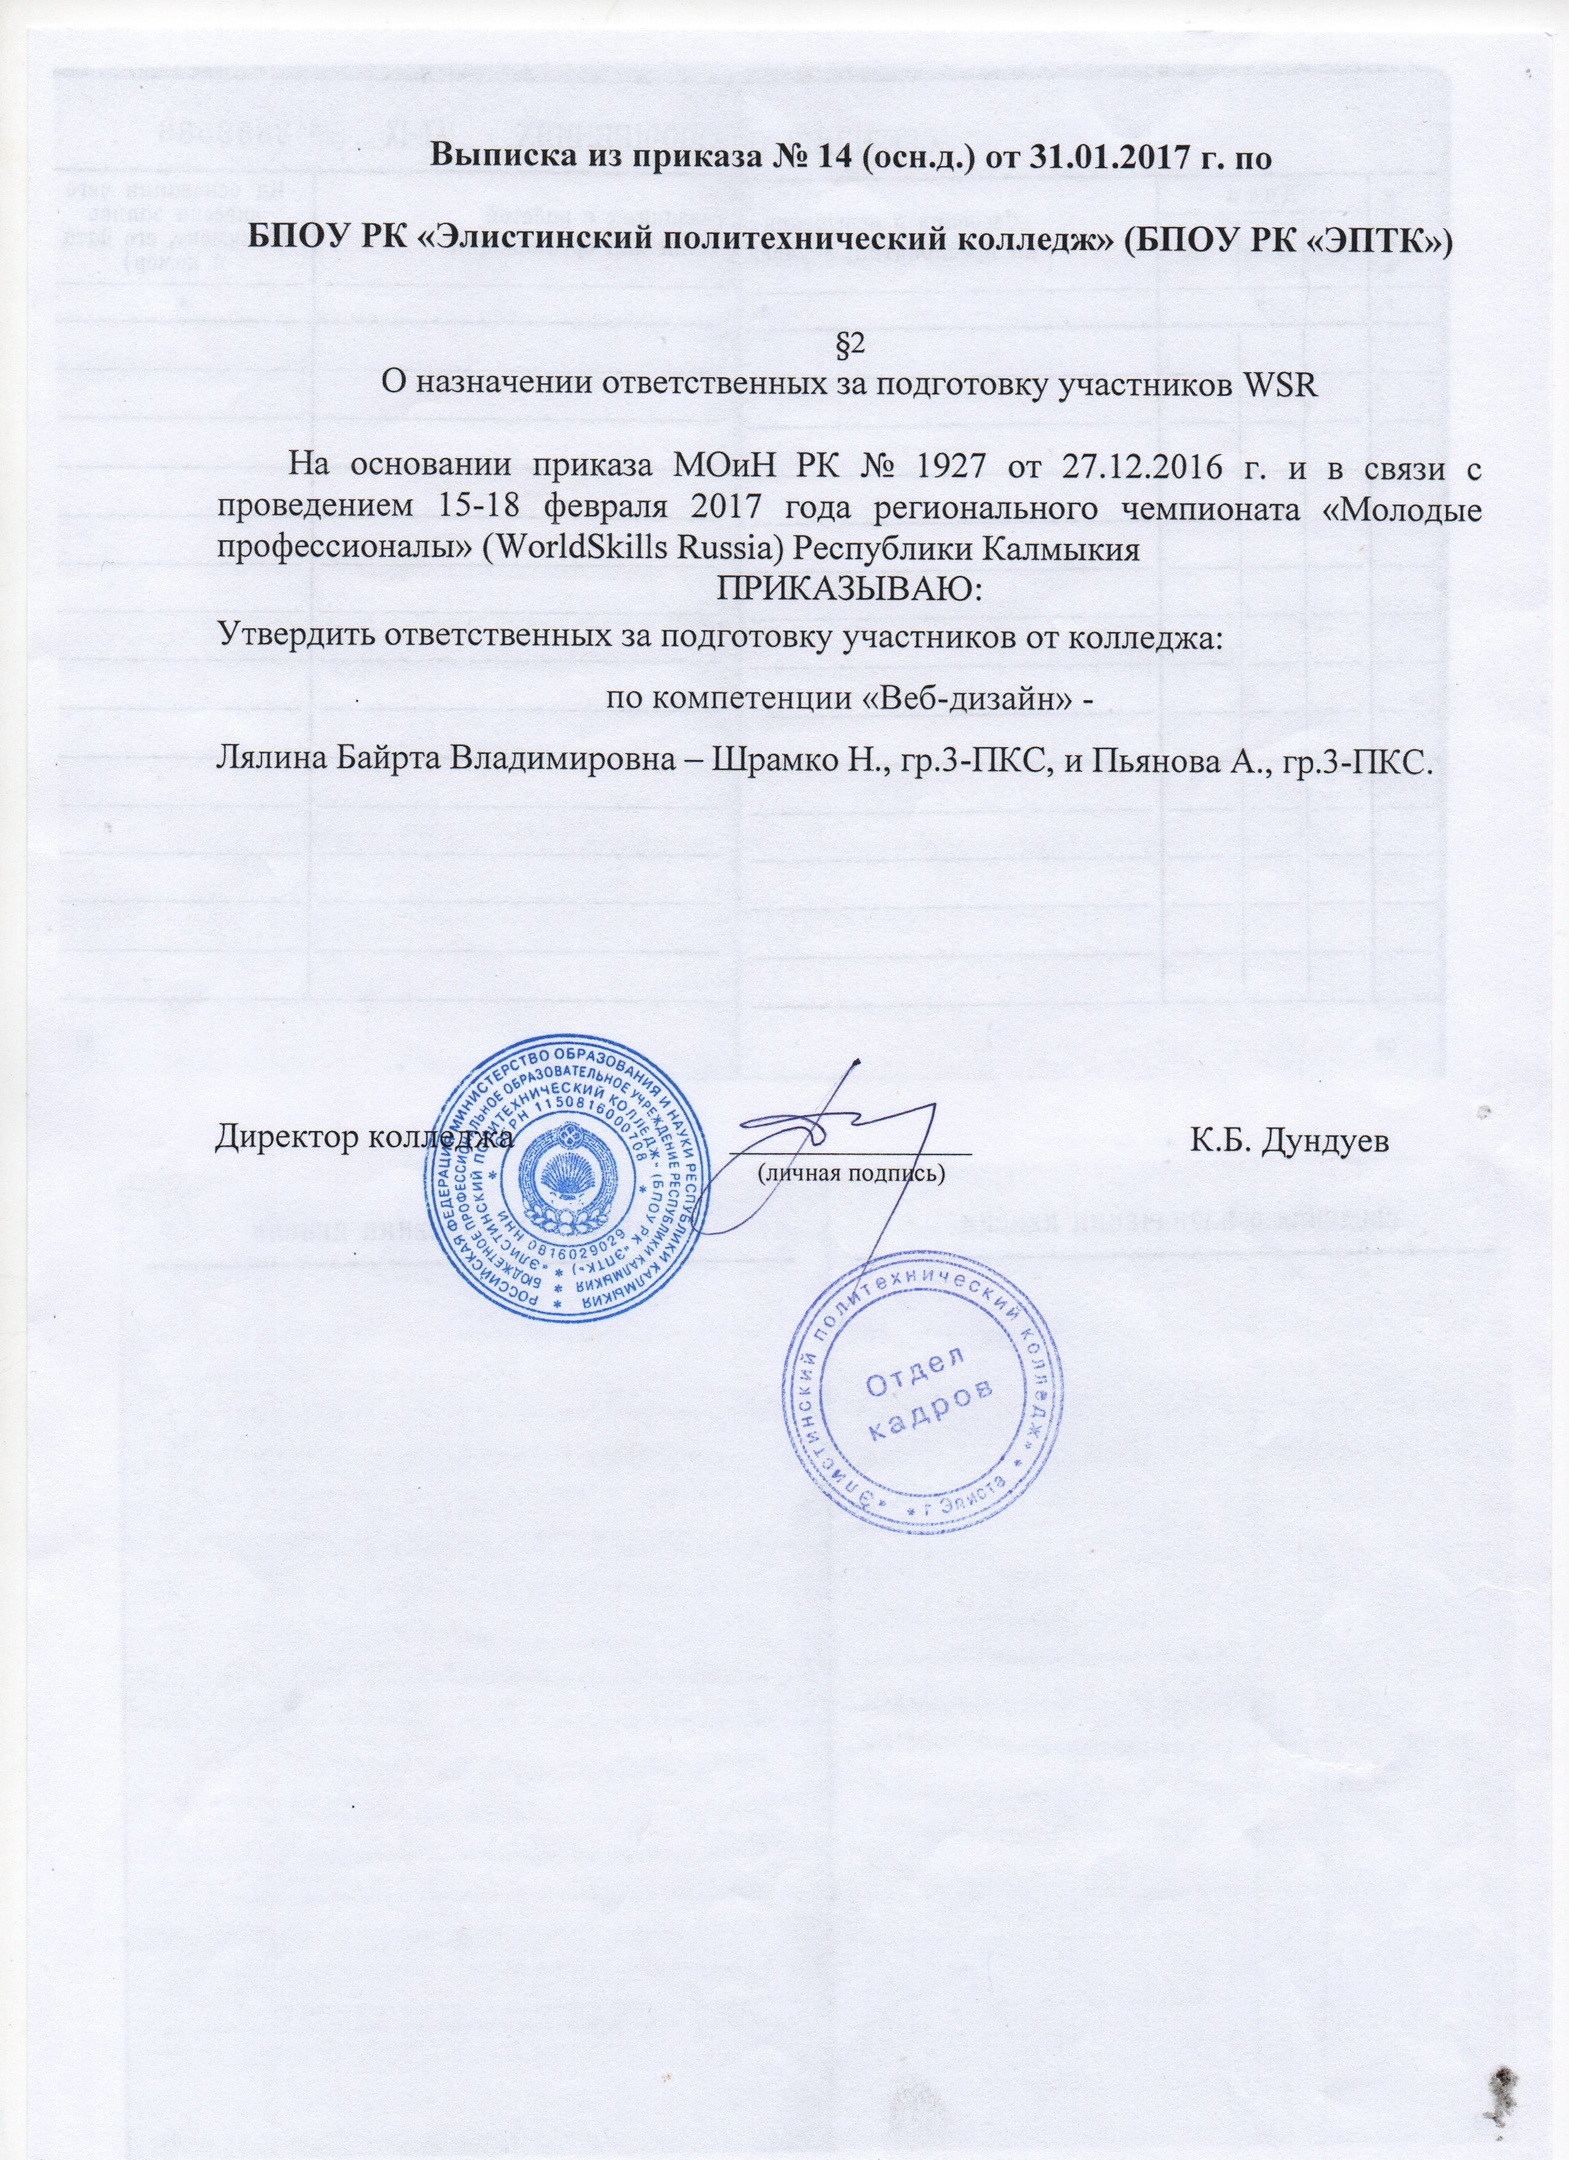 Выписка из приказа № 14 (осн.д.) от 31.01.2017 г. по
БПОУ РК «Элистинский политехнический колледж» (БПОУ РК «ЭПТК»)
§2
О назначении ответственных за подготовку участников WSR
На основании приказа МОиН РК № 1927 от 27.12.2016 г. и в связи с
проведением 15-18 февраля 2017 года регионального чемпионата «Молодые
профессионалы» (WorldSkills Russia) Республики Калмыкия
ПРИКАЗЫВАЮ:
Утвердить ответственных за подготовку участников от колледжа:
по компетенции «Веб-дизайн» -
Лялина Байрта Владимировна – Шрамко Н., гр.3-ПКС, и Пьянова А., гр.3-ПКС.
Директор колледжа
(личная подпись)
К.Б. Дундуев
РОССИЙСКАЯ ФЕДЕРАЦИЯ МИНИСТЕРСТВО ОБРАЗОВАНИЯ И НАУКИ РЕСПУБЛИКИ КАЛМЫКИЯ *
БЮДЖЕТНОЕ ПРОФЕССИОНАЛЬНОЕ ОБРАЗОВАТЕЛЬНОЕ УЧРЕЖДЕНИЕ РЕСПУБЛИКИ КАЛМЫКИЯ *
«ЭЛИСТИНСКИЙ ПОЛИТЕХНИЧЕСКИЙ КОЛЛЕДЖ» (БПОУ РК «ЭПТК») *
* ОГРН 1150816000708 *
ИНН 0816029029
«Элистинский политехнический колледж»
* г Элиста *
Отдел
кадров